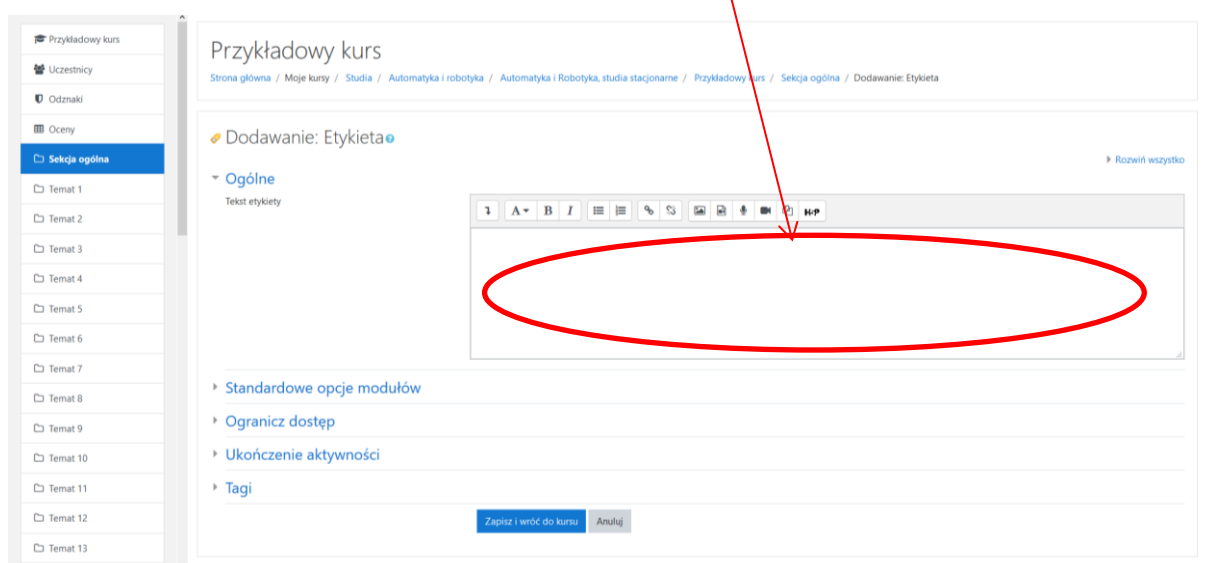 Przykładowy kurs
Uczestnicy
Odznaki
Oceny
Sekcja ogólna
Temat 1
Temat 2
Temat 3
Temat 4
Temat 5
Temat 6
Temat 7
Temat 8
Temat 9
Temat 10
Temat 11
Temat 12
Temat 13
Przykładowy kurs
Strona główna / Moje kursy / Studia / Automatyka i robotyka / Automatyka i Robotyka, studia stacjonarne / Przykładowy kurs / Sekcja ogólna / Dodawanie: Etykieta
Dodawanie: Etykieta
Rozwiń wszystko
Ogólne
Tekst etykiety
A B I H5P
Standardowe opcje modułów
Ogranicz dostęp
Ukończenie aktywności
Tagi
Zapisz i wróć do kursu Anuluj